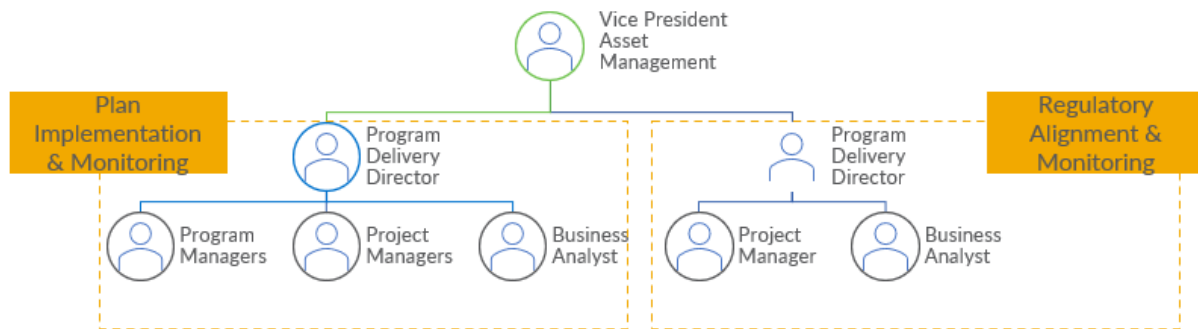 Vice President
Asset
Management
Plan
Implementation
& Monitoring
Regulatory
Alignment &
Monitoring
Program
Delivery
Director
Program
Delivery
Director
Program
Managers
Project
Managers
Business
Analyst
Project
Manager
Business
Analyst